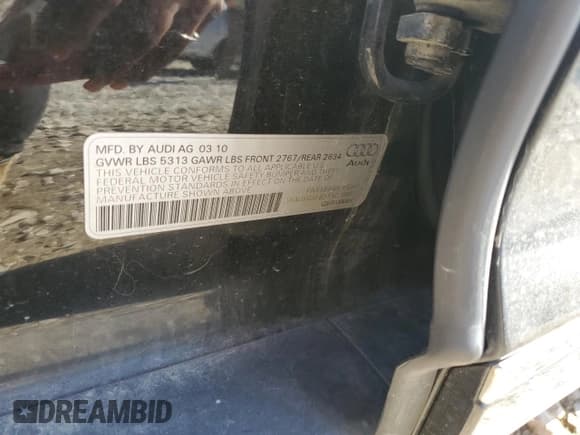 MFD. BY AUDI AG 03 10
GVWR LBS 5313 GAWR LBS FRONT 2767/REAR 2634
THIS VEHICLE CONFORMS TO ALL APPLICABLE U.S.
FEDERAL MOTOR VEHICLE SAFETY BUMPER AND THEFT
PREVENTION STANDARDS IN EFFECT ON THE DATE OF
MANUFACTURE SHOWN ABOVE.
Audi
PASSENGER CAR
DREAMBID